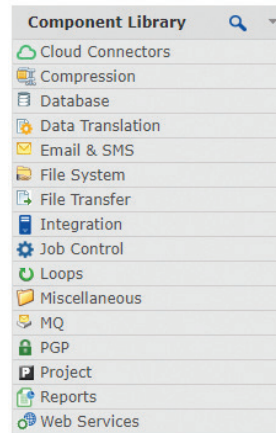 Component Library
Cloud Connectors
Compression
Database
Data Translation
Email & SMS
File System
File Transfer
Integration
Job Control
Loops
Miscellaneous
MQ
PGP
Project
Reports
Web Services